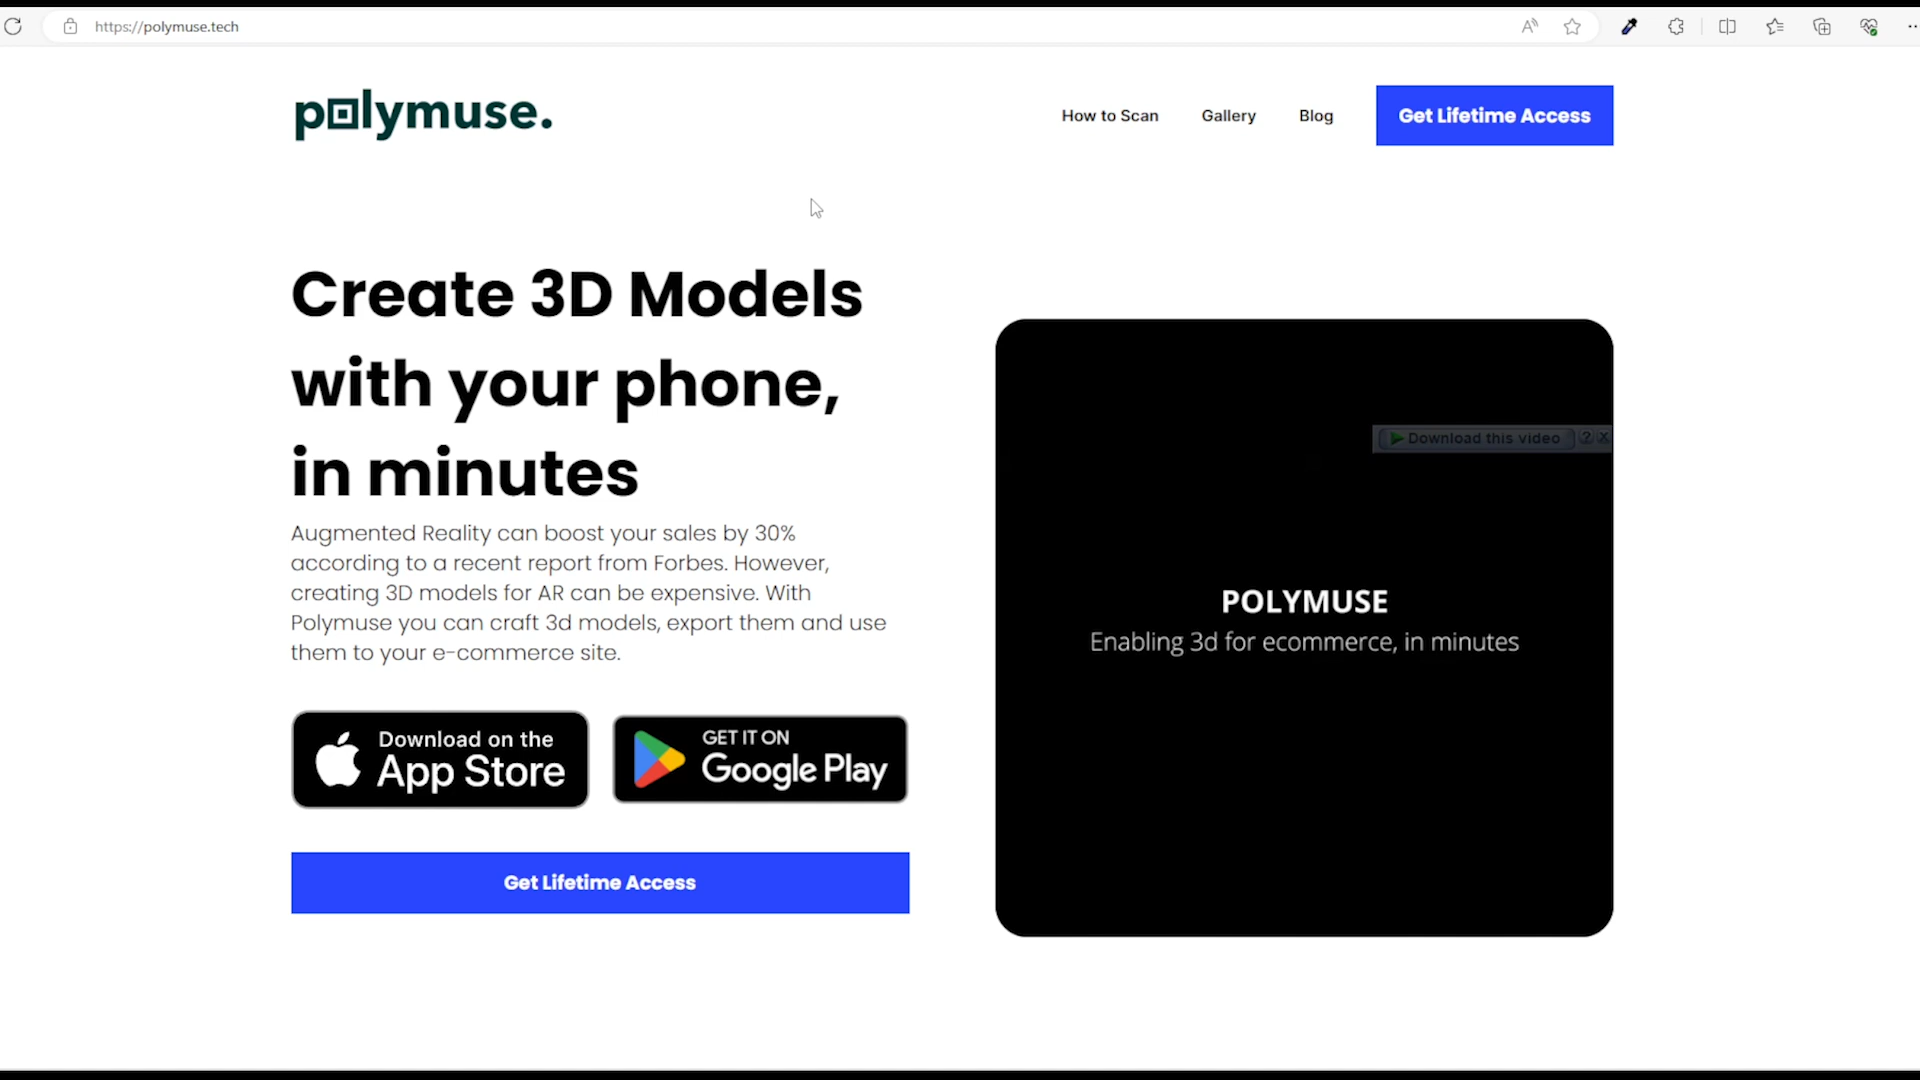 https://polymuse.tech
polymuse.
How to Scan
Gallery
Blog
Get Lifetime Access
Create 3D Models
with your phone,
in minutes
Augmented Reality can boost your sales by 30%
according to a recent report from Forbes. However,
creating 3D models for AR can be expensive. With
Polymuse you can craft 3d models, export them and use
them to your e-commerce site.
Download on the
App Store
GET IT ON
Google Play
Get Lifetime Access
Download this video
POLYMUSE
Enabling 3d for ecommerce, in minutes